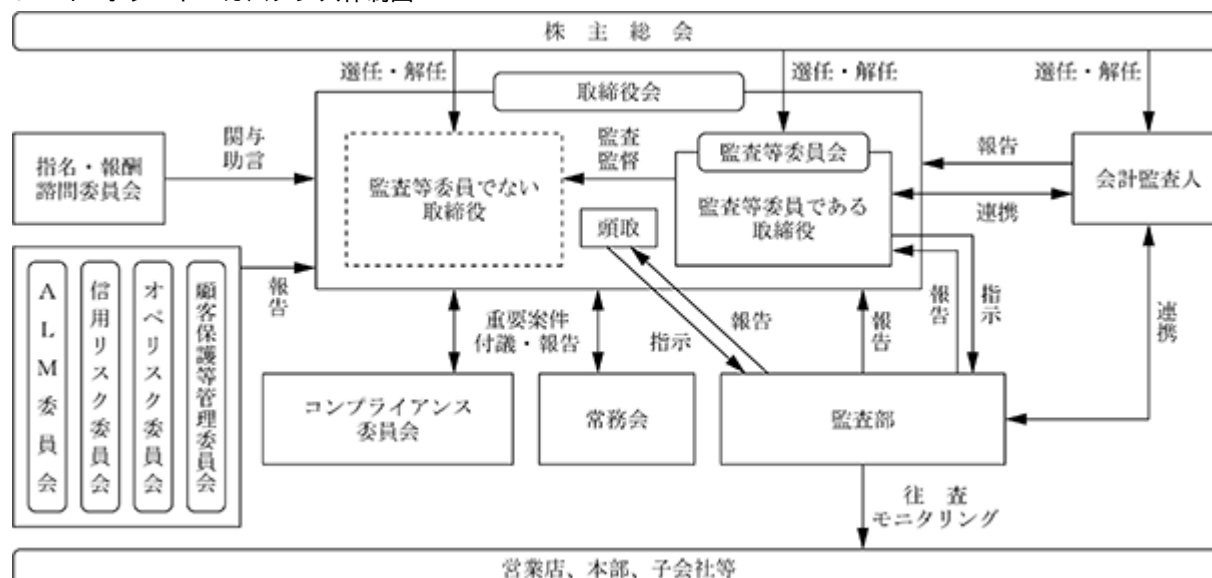 株主総会
選任・解任
選任・解任
選任・解任
取締役会
関与
助言
指名・報酬
諮問委員会
監査等委員でない
取締役
監査
監督
監査等委員会
監査等委員である
取締役
頭取
報告
連携
会計監査人
ALM委員会
信用リスク委員会
オペリスク委員会
顧客保護等管理委員会
報告
重要案件
付議・報告
指示
報告
報告
報告
指示
連携
コンプライアンス
委員会
常務会
監査部
往査
モニタリング
営業店、本部、子会社等